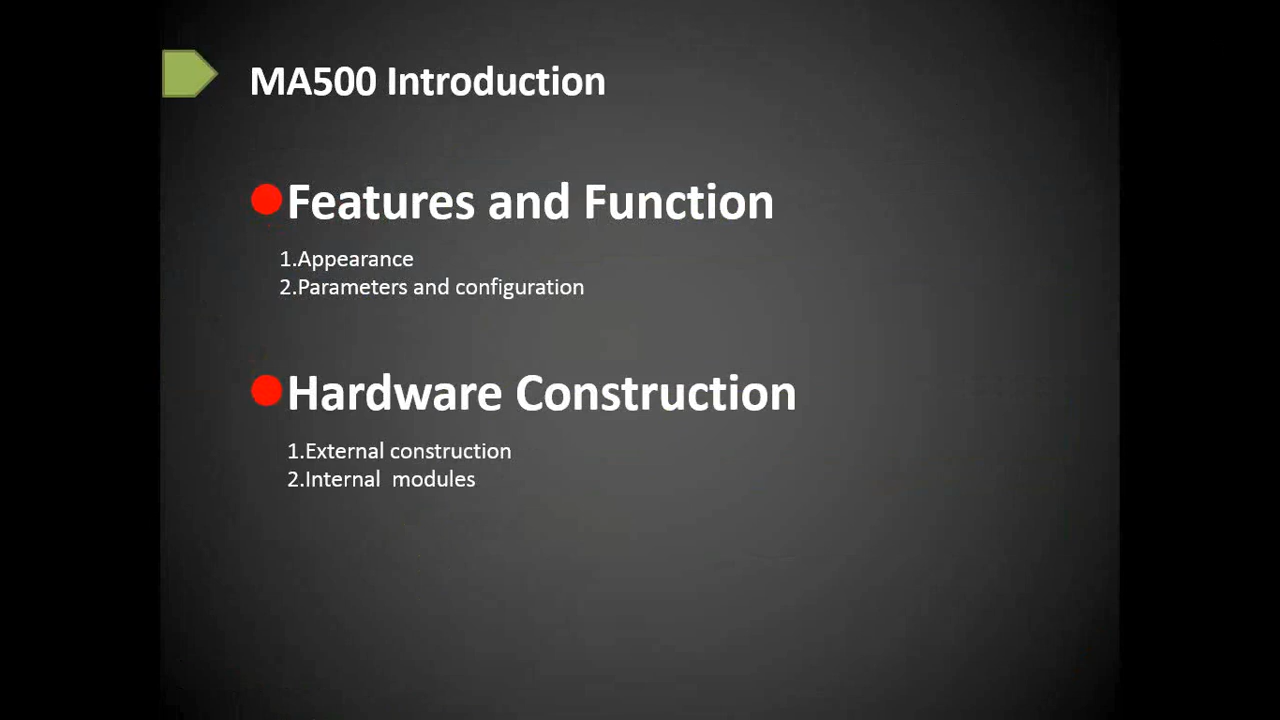 MA500 Introduction
Features and Function
1.Appearance
2.Parameters and configuration
Hardware Construction
1.External construction
2.Internal  modules